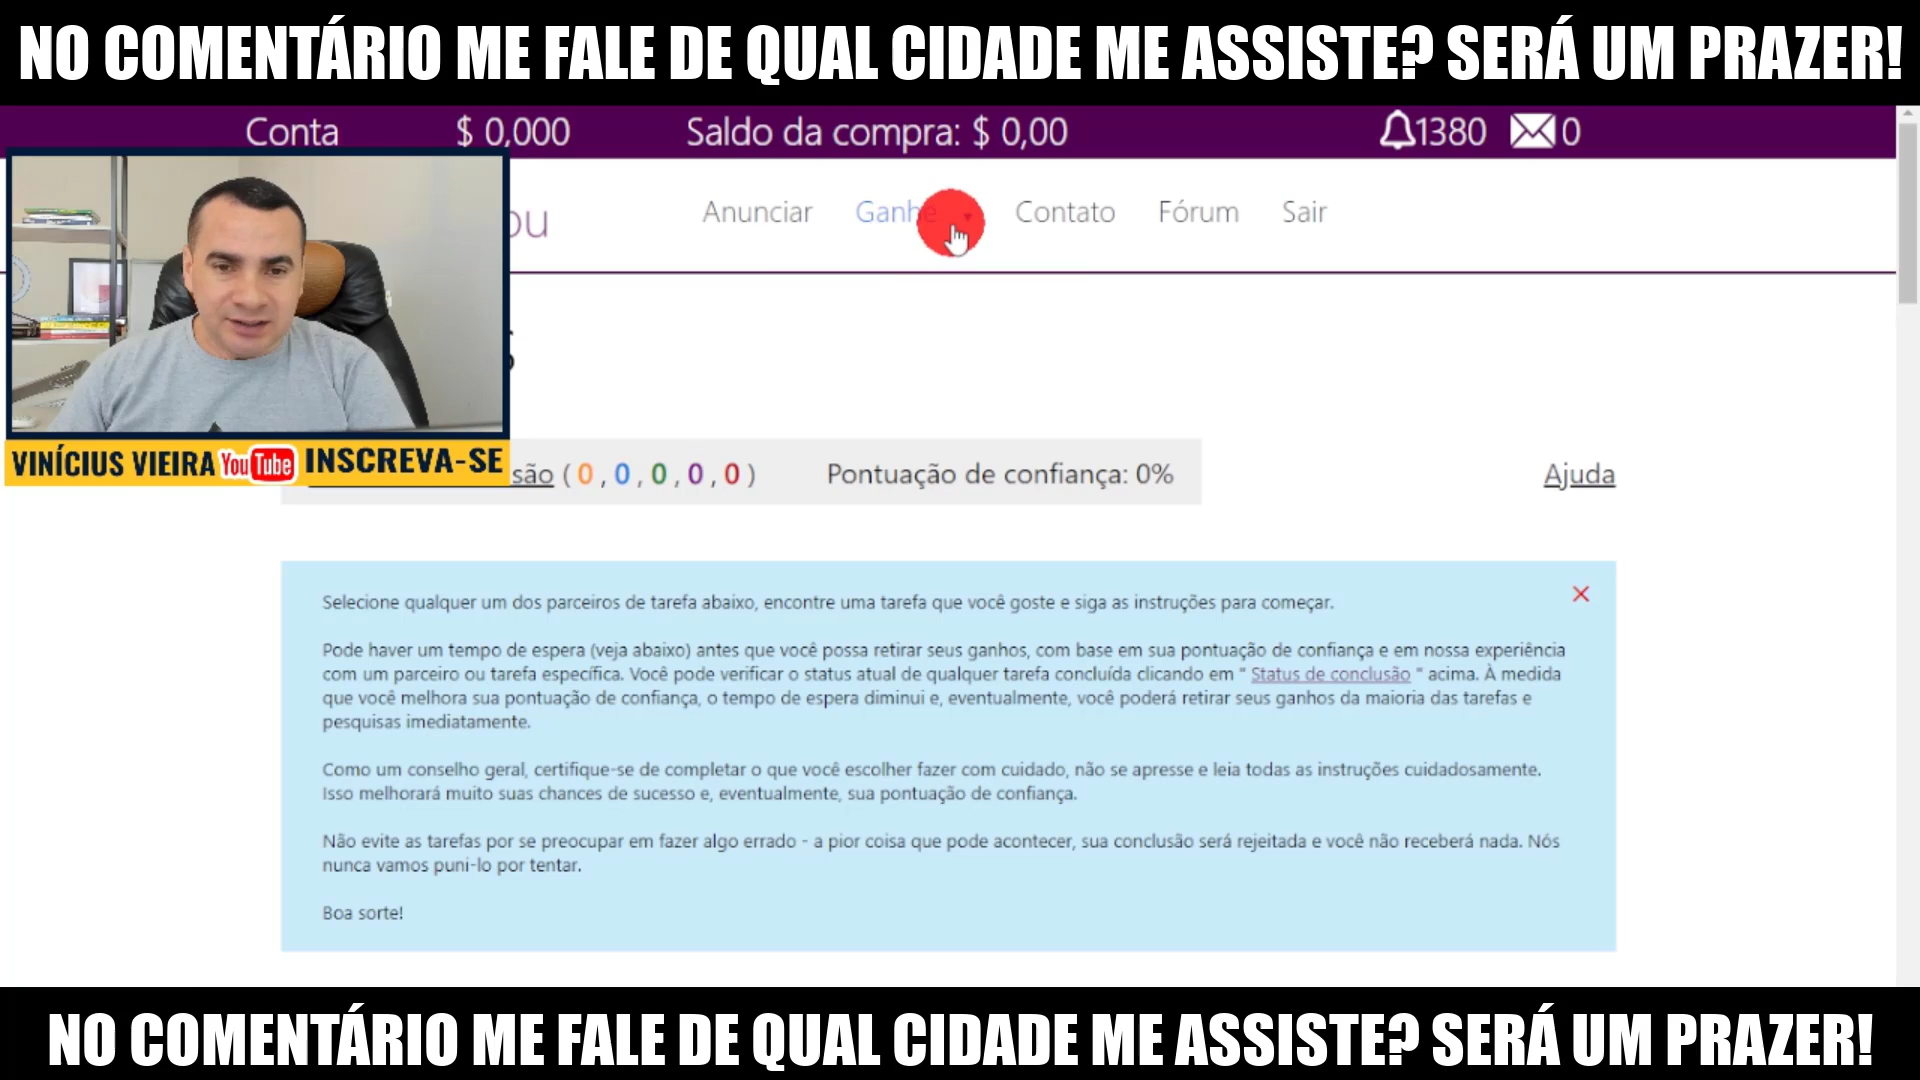 NO COMENTÁRIO ME FALE DE QUAL CIDADE ME ASSISTE? SERÁ UM PRAZER!
Conta $ 0,000 Saldo da compra: $ 0,00 1380 0
ou Anunciar Ganhe Contato Fórum Sair
VINÍCIUS VIEIRA YouTube INSCREVA-SE
são ( 0 , 0 , 0 , 0 , 0 ) Pontuação de confiança: 0% Ajuda
Selecione qualquer um dos parceiros de tarefa abaixo, encontre uma tarefa que você goste e siga as instruções para começar.
Pode haver um tempo de espera (veja abaixo) antes que você possa retirar seus ganhos, com base em sua pontuação de confiança e em nossa experiência
com um parceiro ou tarefa específica. Você pode verificar o status atual de qualquer tarefa concluída clicando em " Status de conclusão " acima. À medida
que você melhora sua pontuação de confiança, o tempo de espera diminui e, eventualmente, você poderá retirar seus ganhos da maioria das tarefas e
pesquisas imediatamente.
Como um conselho geral, certifique-se de completar o que você escolher fazer com cuidado, não se apresse e leia todas as instruções cuidadosamente.
Isso melhorará muito suas chances de sucesso e, eventualmente, sua pontuação de confiança.
Não evite as tarefas por se preocupar em fazer algo errado - a pior coisa que pode acontecer, sua conclusão será rejeitada e você não receberá nada. Nós
nunca vamos puni-lo por tentar.
Boa sorte!
NO COMENTÁRIO ME FALE DE QUAL CIDADE ME ASSISTE? SERÁ UM PRAZER!